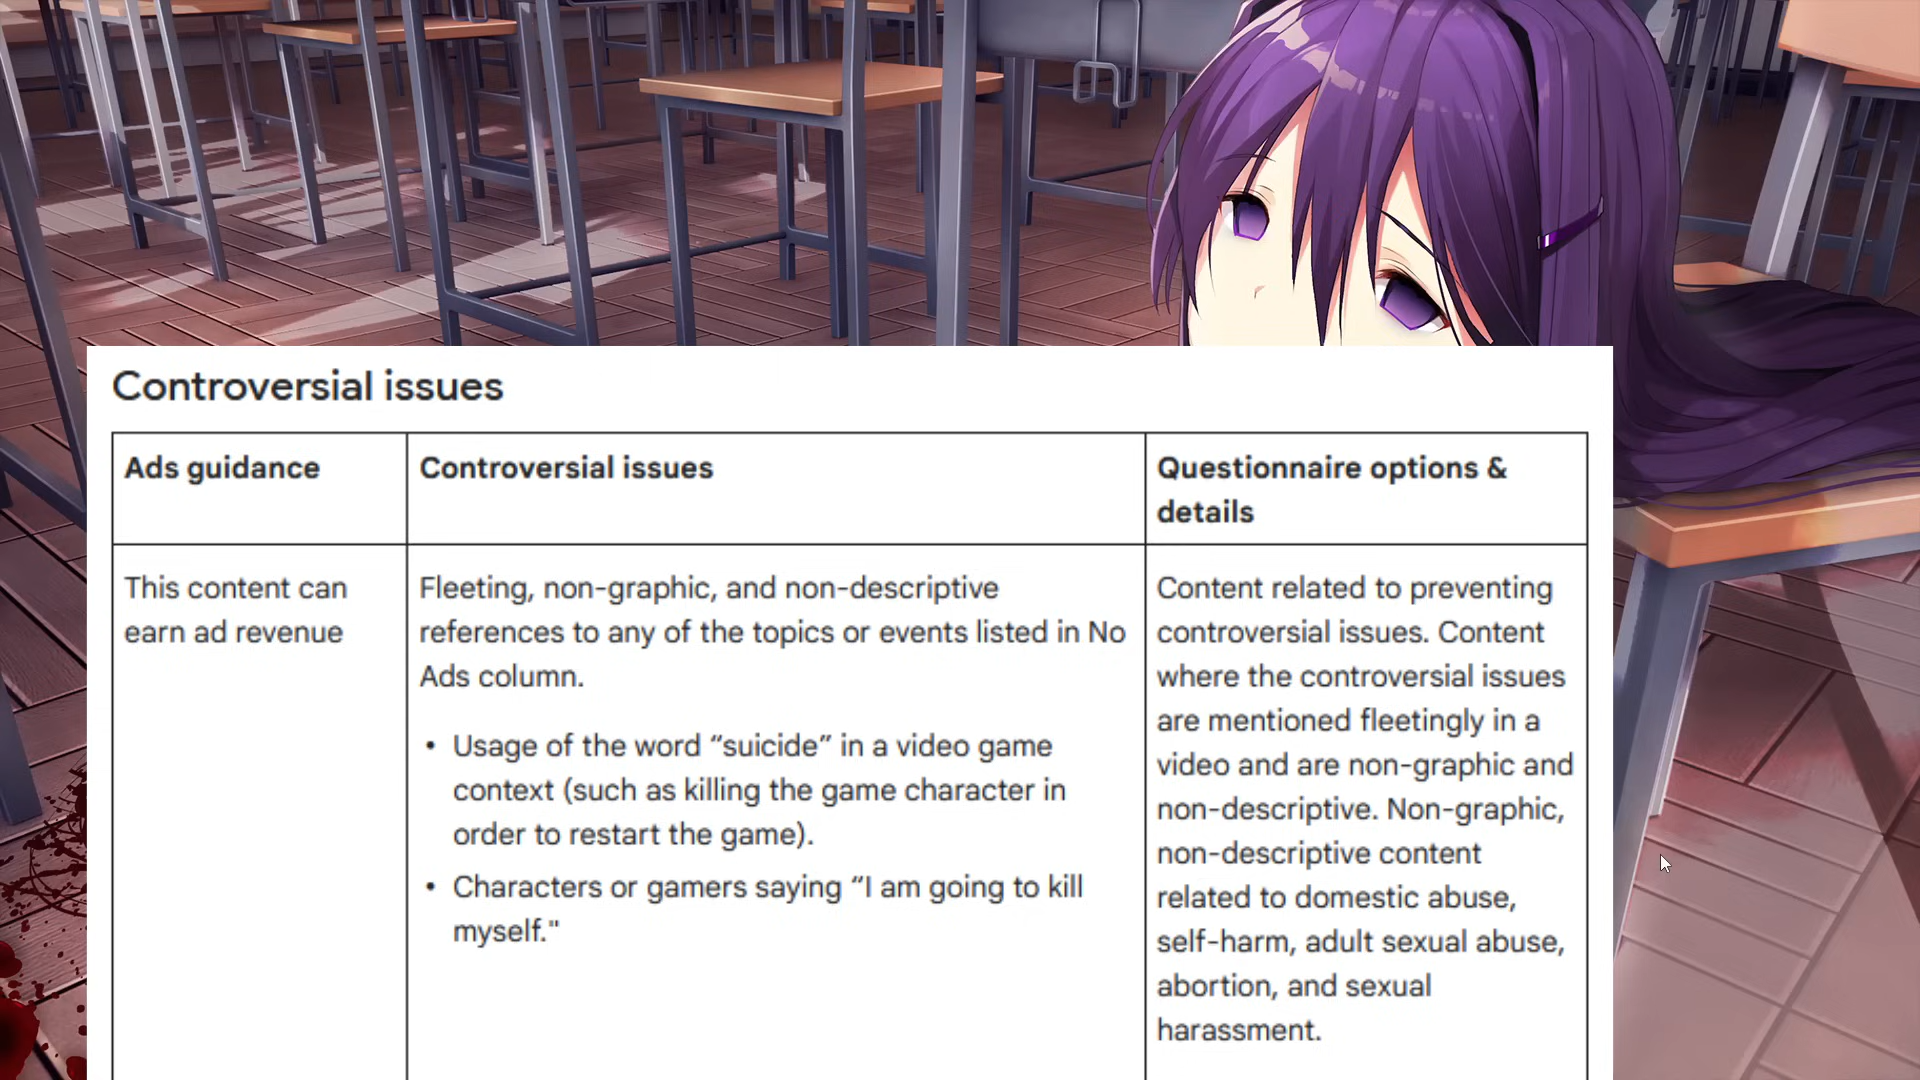 Controversial issues
Ads guidance
Controversial issues
Questionnaire options &
details
This content can
earn ad revenue
Fleeting, non-graphic, and non-descriptive
references to any of the topics or events listed in No
Ads column.
• Usage of the word “suicide” in a video game
context (such as killing the game character in
order to restart the game).
• Characters or gamers saying “I am going to kill
myself."
Content related to preventing
controversial issues. Content
where the controversial issues
are mentioned fleetingly in a
video and are non-graphic and
non-descriptive. Non-graphic,
non-descriptive content
related to domestic abuse,
self-harm, adult sexual abuse,
abortion, and sexual
harassment.